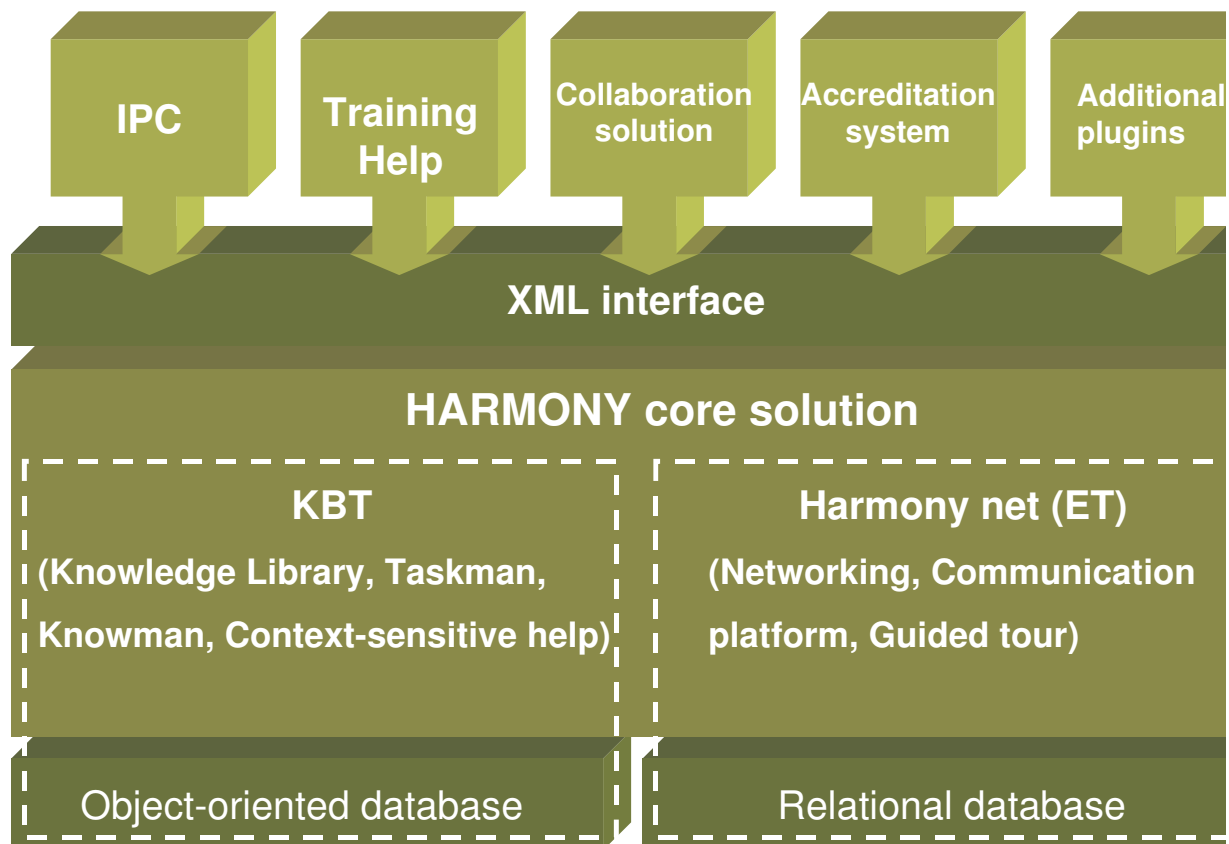 IPC
Training
Help
Collaboration
solution
Accreditation
system
Additional
plugins
XML interface
HARMONY core solution
KBT
(Knowledge Library, Taskman,
Knowman, Context-sensitive help)
Harmony net (ET)
(Networking, Communication
platform, Guided tour)
Object-oriented database
Relational database